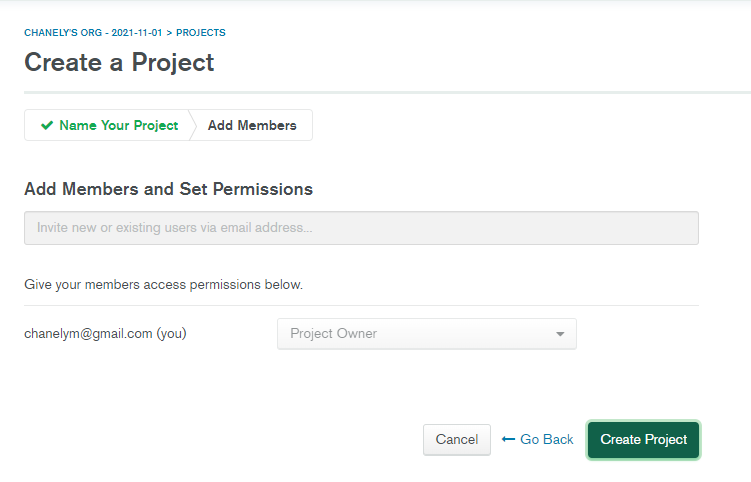 CHANELY'S ORG - 2021-11-01 > PROJECTS
Create a Project
Name Your Project
Add Members
Add Members and Set Permissions
Invite new or existing users via email address...
Give your members access permissions below.
chanelym@gmail.com (you)
Project Owner
Cancel
Go Back
Create Project